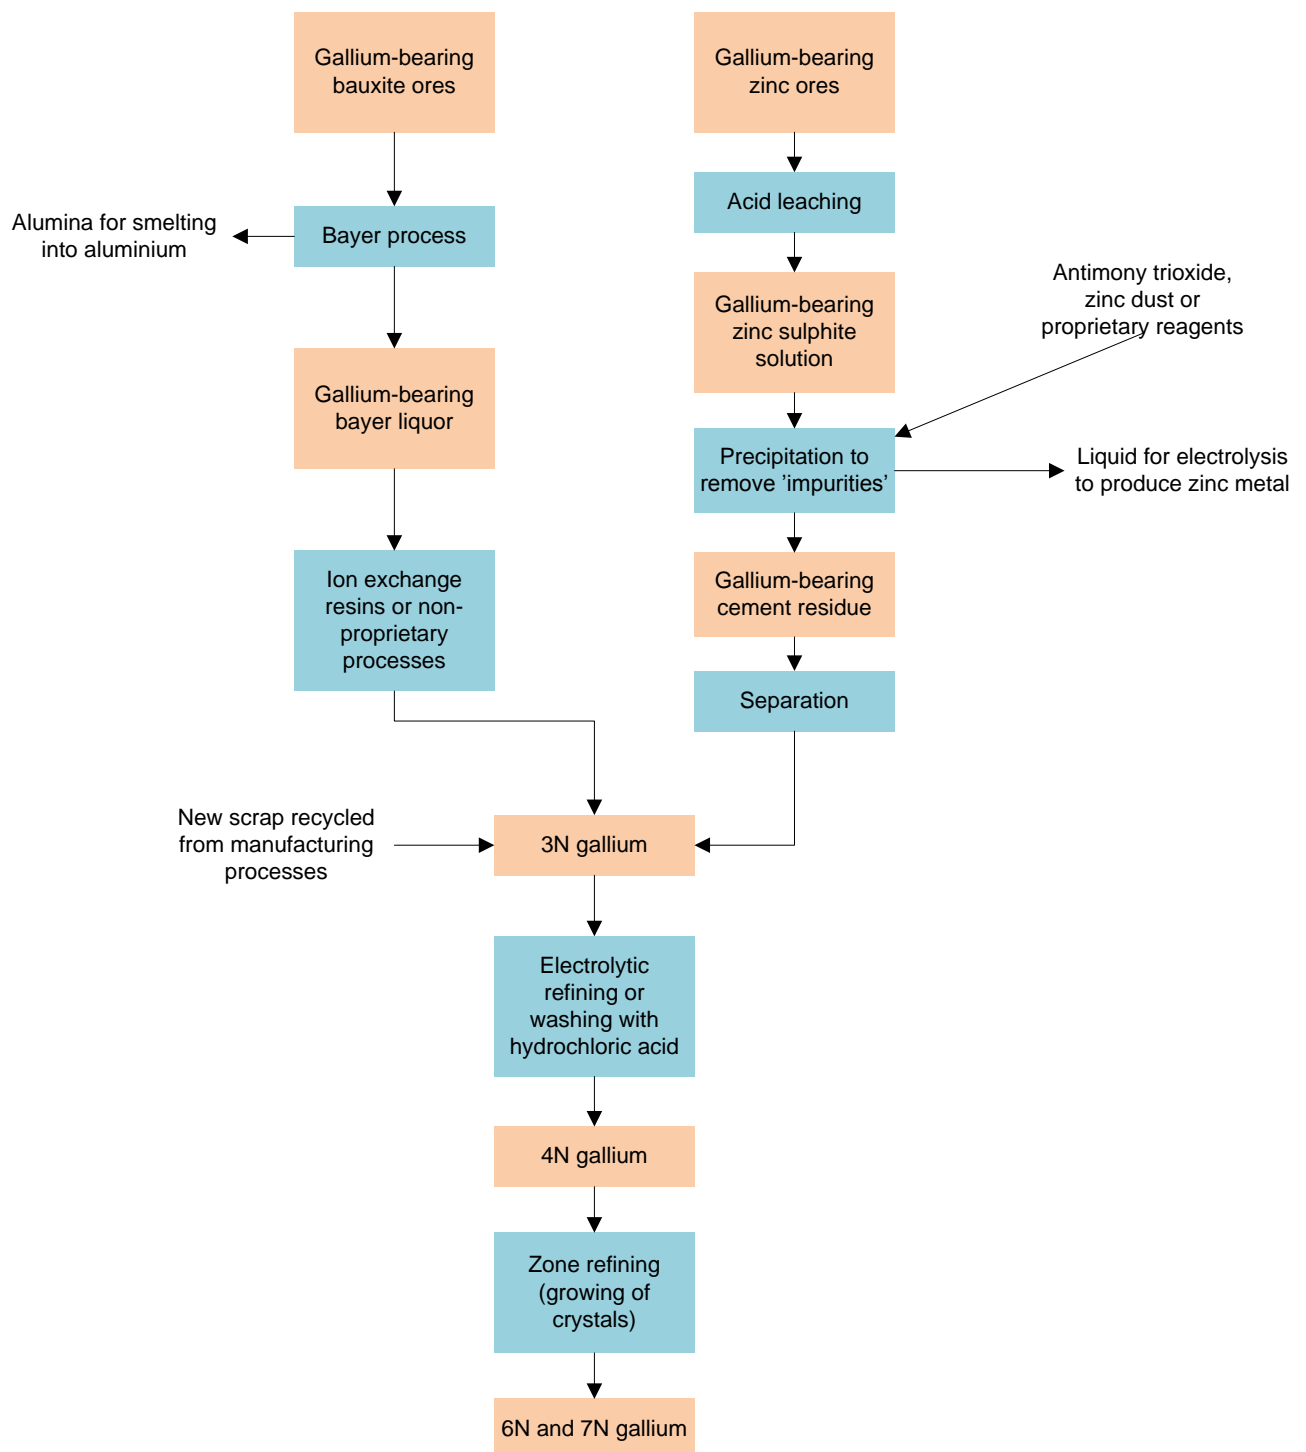 Gallium-bearing
bauxite ores
Gallium-bearing
zinc ores
Acid leaching
Alumina for smelting
into aluminium
Bayer process
Antimony trioxide,
zinc dust or
proprietary reagents
Gallium-bearing
zinc sulphite
solution
Gallium-bearing
bayer liquor
Precipitation to
remove 'impurities'
Liquid for electrolysis
to produce zinc metal
Ion exchange
resins or non-
proprietary
processes
Gallium-bearing
cement residue
Separation
New scrap recycled
from manufacturing
processes
3N gallium
Electrolytic
refining or
washing with
hydrochloric acid
4N gallium
Zone refining
(growing of
crystals)
6N and 7N gallium